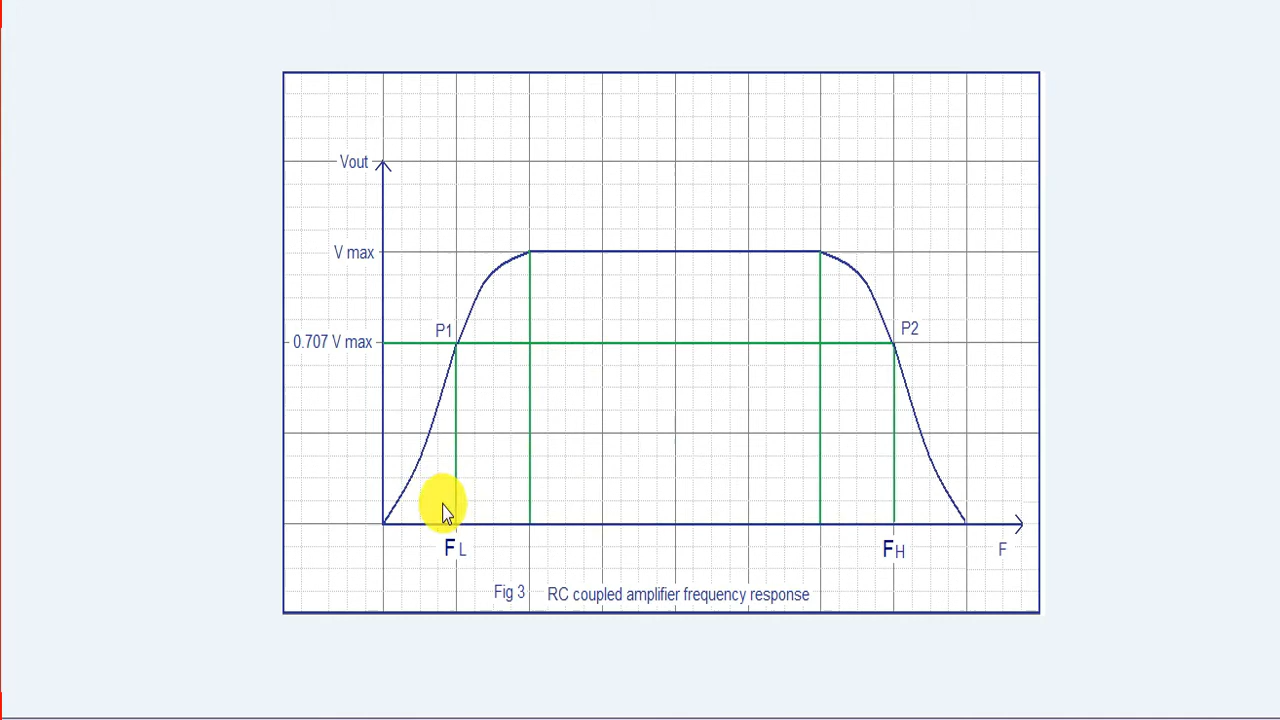 Vout
V max
P1
P2
0.707 V max
FL
FH
F
Fig 3 RC coupled amplifier frequency response